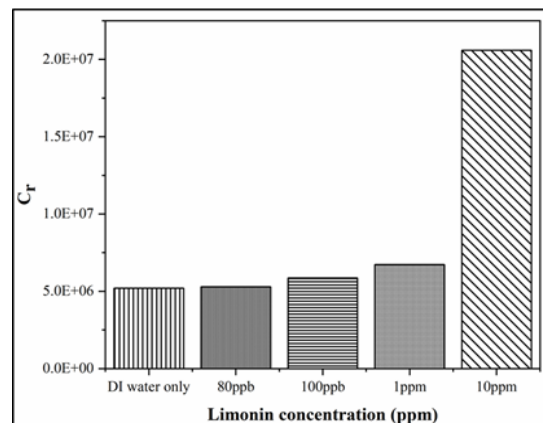 2.0E+07
1.5E+07
1.0E+07
5.0E+06
0.0E+00
Cr
DI water only 80ppb 100ppb 1ppm 10ppm
Limonin concentration (ppm)